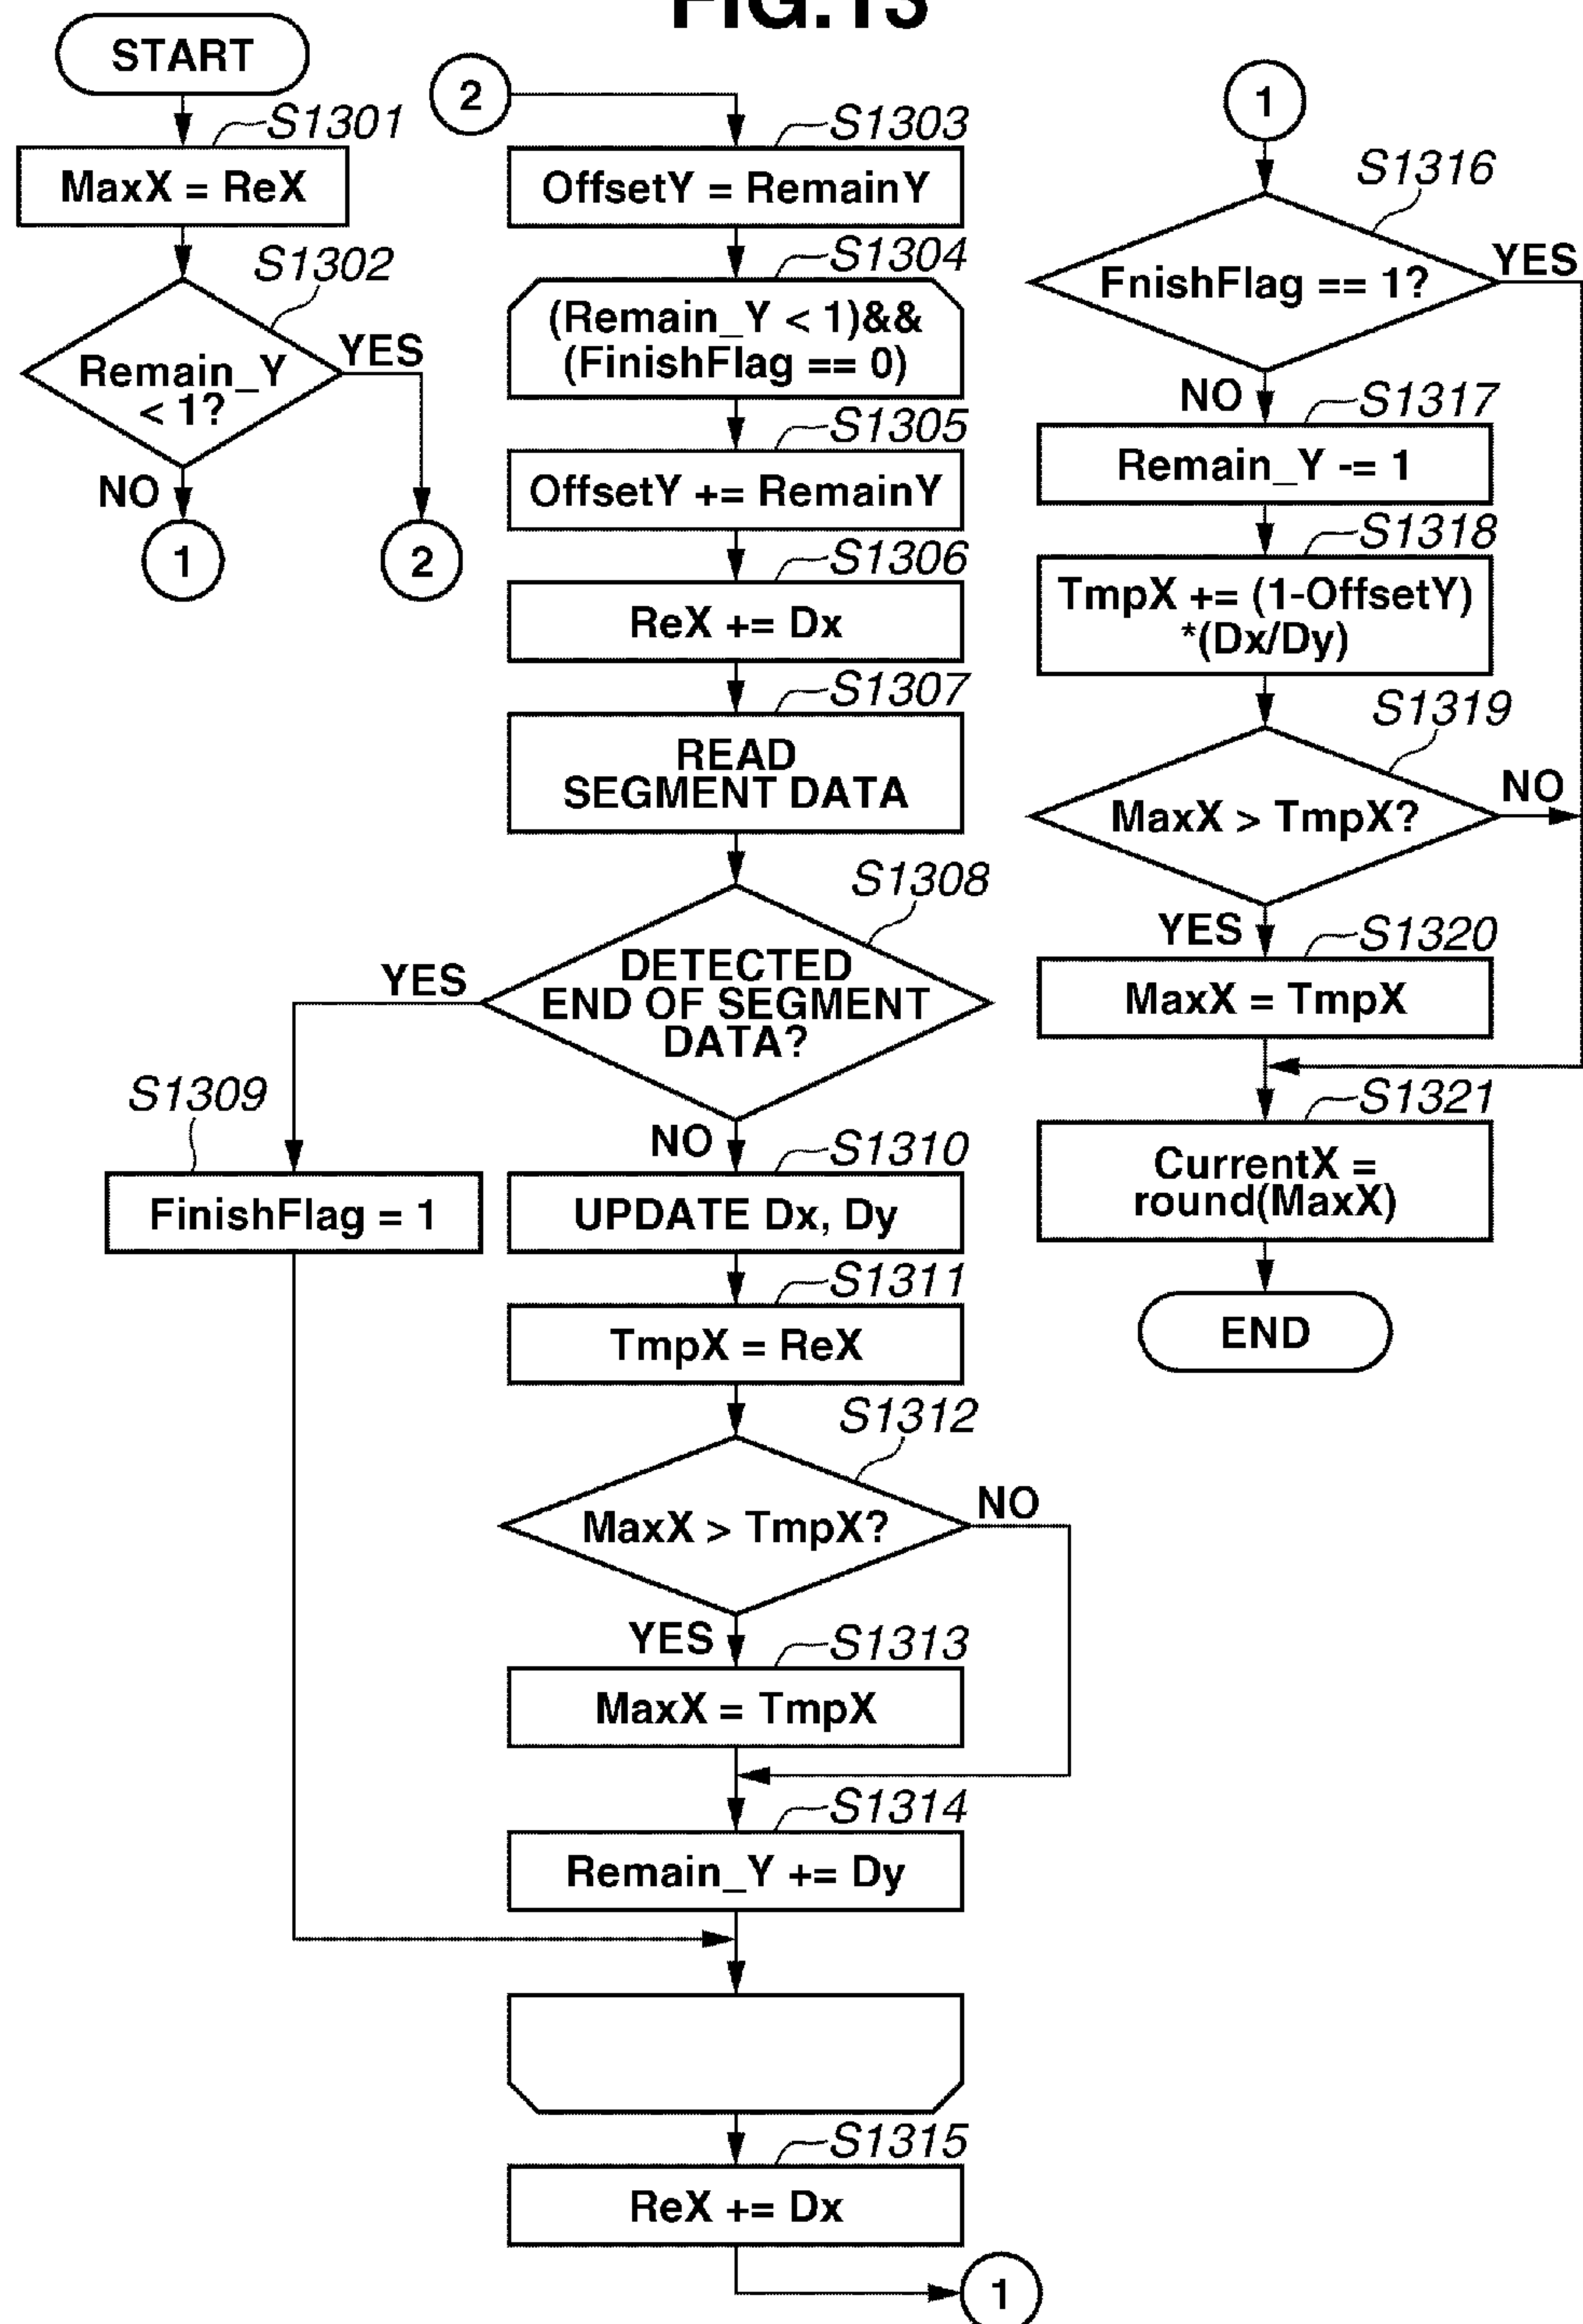 FIG.13
START
S1301
MaxX = ReX
S1302
Remain_Y
< 1?
YES
NO
1
2
2
S1303
OffsetY = RemainY
S1304
(Remain_Y < 1)&&
(FinishFlag == 0)
S1305
OffsetY += RemainY
S1306
ReX += Dx
S1307
READ
SEGMENT DATA
S1308
DETECTED
END OF SEGMENT
DATA?
YES
S1309
FinishFlag = 1
NO
S1310
UPDATE Dx, Dy
S1311
TmpX = ReX
S1312
MaxX > TmpX?
NO
YES
S1313
MaxX = TmpX
S1314
Remain_Y += Dy
S1315
ReX += Dx
1
1
S1316
FnishFlag == 1?
YES
NO
S1317
Remain_Y -= 1
S1318
TmpX += (1-OffsetY)
*(Dx/Dy)
S1319
MaxX > TmpX?
NO
YES
S1320
MaxX = TmpX
S1321
CurrentX =
round(MaxX)
END